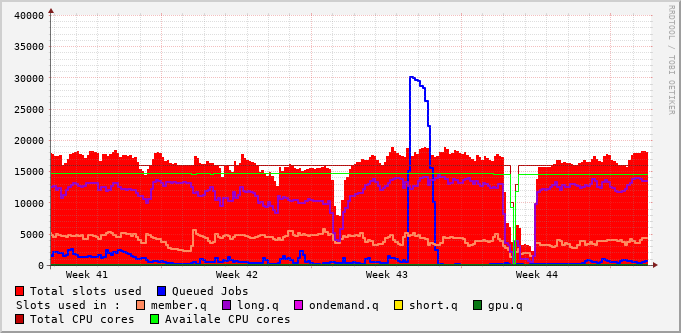 40000
35000
30000
25000
20000
15000
10000
5000
0
Week 41 Week 42 Week 43 Week 44
RRDTOOL / TOBI OETIKER
Total slots used Queued Jobs
Slots used in : member.q long.q ondemand.q short.q gpu.q
Total CPU cores Availale CPU cores